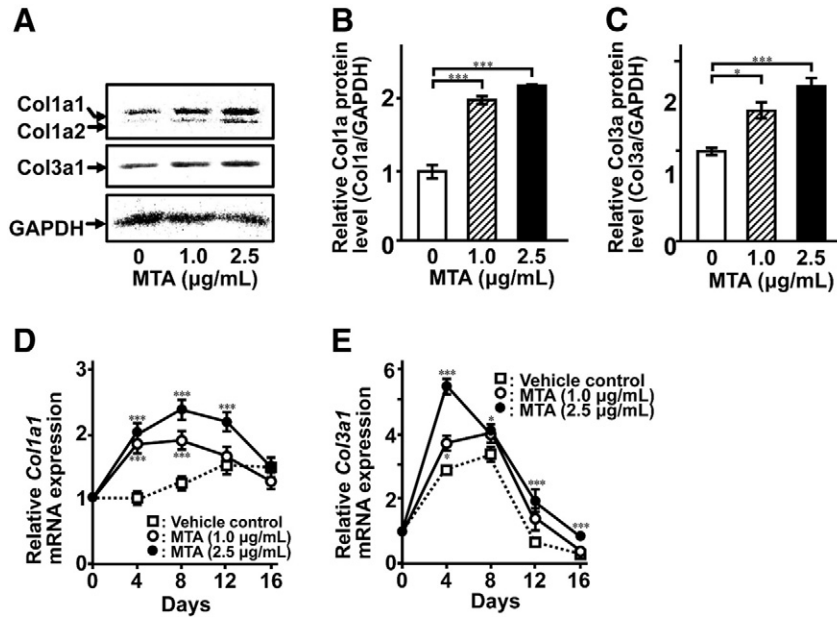 A
Col1a1
Col1a2
Col3a1
GAPDH
0 1.0 2.5
MTA (µg/mL)
B
Relative Col1a protein
level (Col1a/GAPDH)
2
1
0
***
***
0 1.0 2.5
MTA (µg/mL)
C
Relative Col3a protein
level (Col3a/GAPDH)
2
1
0
***
*
0 1.0 2.5
MTA (µg/mL)
D
Relative Col1a1
mRNA expression
3
2
1
0
***
***
***
***
***
: Vehicle control
: MTA (1.0 µg/mL)
: MTA (2.5 µg/mL)
0 4 8 12 16
Days
E
Relative Col3a1
mRNA expression
6
4
2
0
***
*
*
***
***
: Vehicle control
: MTA (1.0 µg/mL)
: MTA (2.5 µg/mL)
0 4 8 12 16
Days